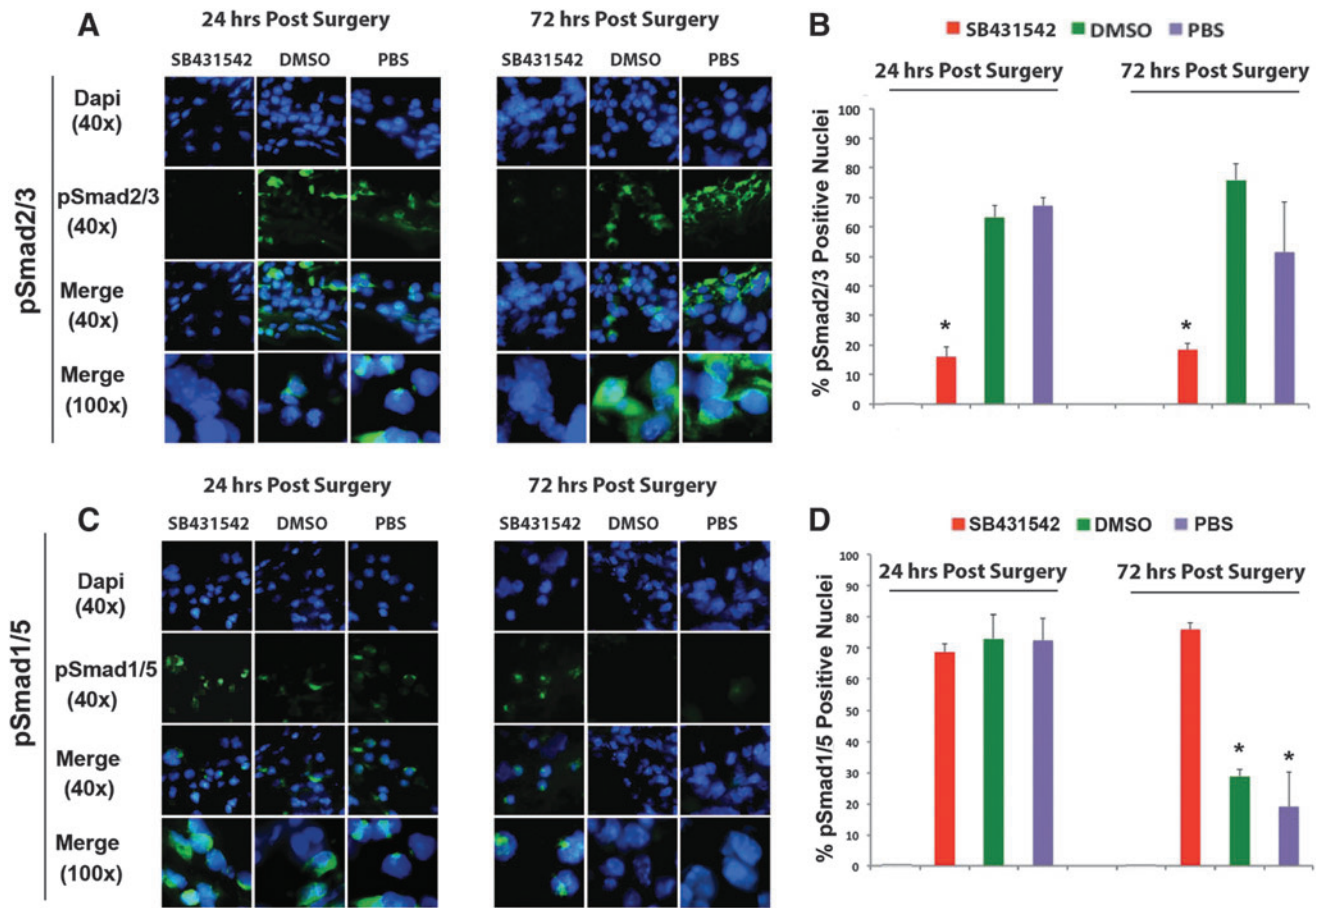 A
24 hrs Post Surgery
72 hrs Post Surgery
SB431542 DMSO PBS
SB431542 DMSO PBS
pSmad2/3
Dapi
(40x)
pSmad2/3
(40x)
Merge
(40x)
Merge
(100x)
B
SB431542 DMSO PBS
24 hrs Post Surgery
72 hrs Post Surgery
% pSmad2/3 Positive Nuclei
100
90
80
70
60
50
40
30
20
10
0
*
*
C
24 hrs Post Surgery
72 hrs Post Surgery
SB431542 DMSO PBS
SB431542 DMSO PBS
pSmad1/5
Dapi
(40x)
pSmad1/5
(40x)
Merge
(40x)
Merge
(100x)
D
SB431542 DMSO PBS
24 hrs Post Surgery
72 hrs Post Surgery
% pSmad1/5 Positive Nuclei
100
90
80
70
60
50
40
30
20
10
0
*
*